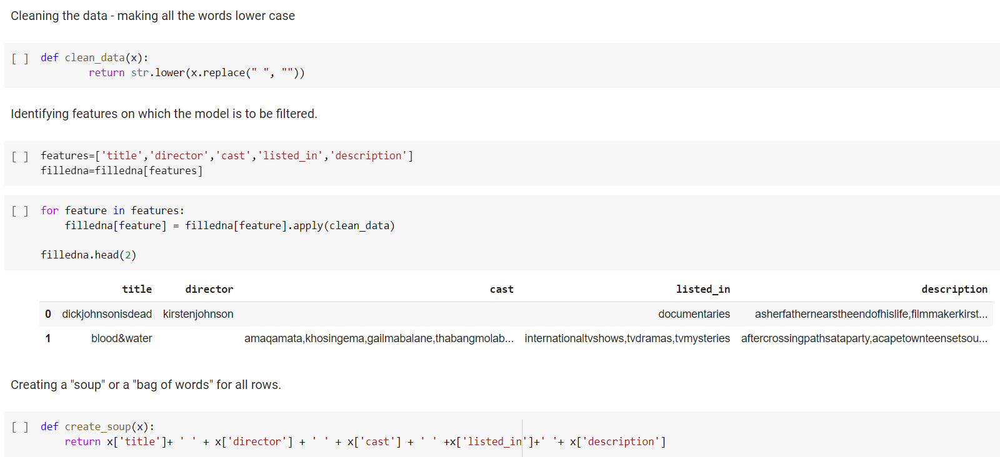 Cleaning the data - making all the words lower case
[ ] def clean_data(x):
        return str.lower(x.replace(" ", ""))
Identifying features on which the model is to be filtered.
[ ] features=['title','director','cast','listed_in','description']
filledna=filledna[features]
[ ] for feature in features:
    filledna[feature] = filledna[feature].apply(clean_data)
filledna.head(2)
title director cast listed_in description
0 dickjohnsonisdead kirstenjohnson documentaries asherfathernearstheendofhislife,filmmakerkirst...
1 blood&water amaqamata,khosingema,gailmabalane,thabangmolab... internationaltvshows,tvdramas,tvmysteries aftercrossingpathsataparty,acapetownteensetsou...
Creating a "soup" or a "bag of words" for all rows.
[ ] def create_soup(x):
    return x['title']+ ' ' + x['director'] + ' ' + x['cast'] + ' ' +x['listed_in']+' '+ x['description']